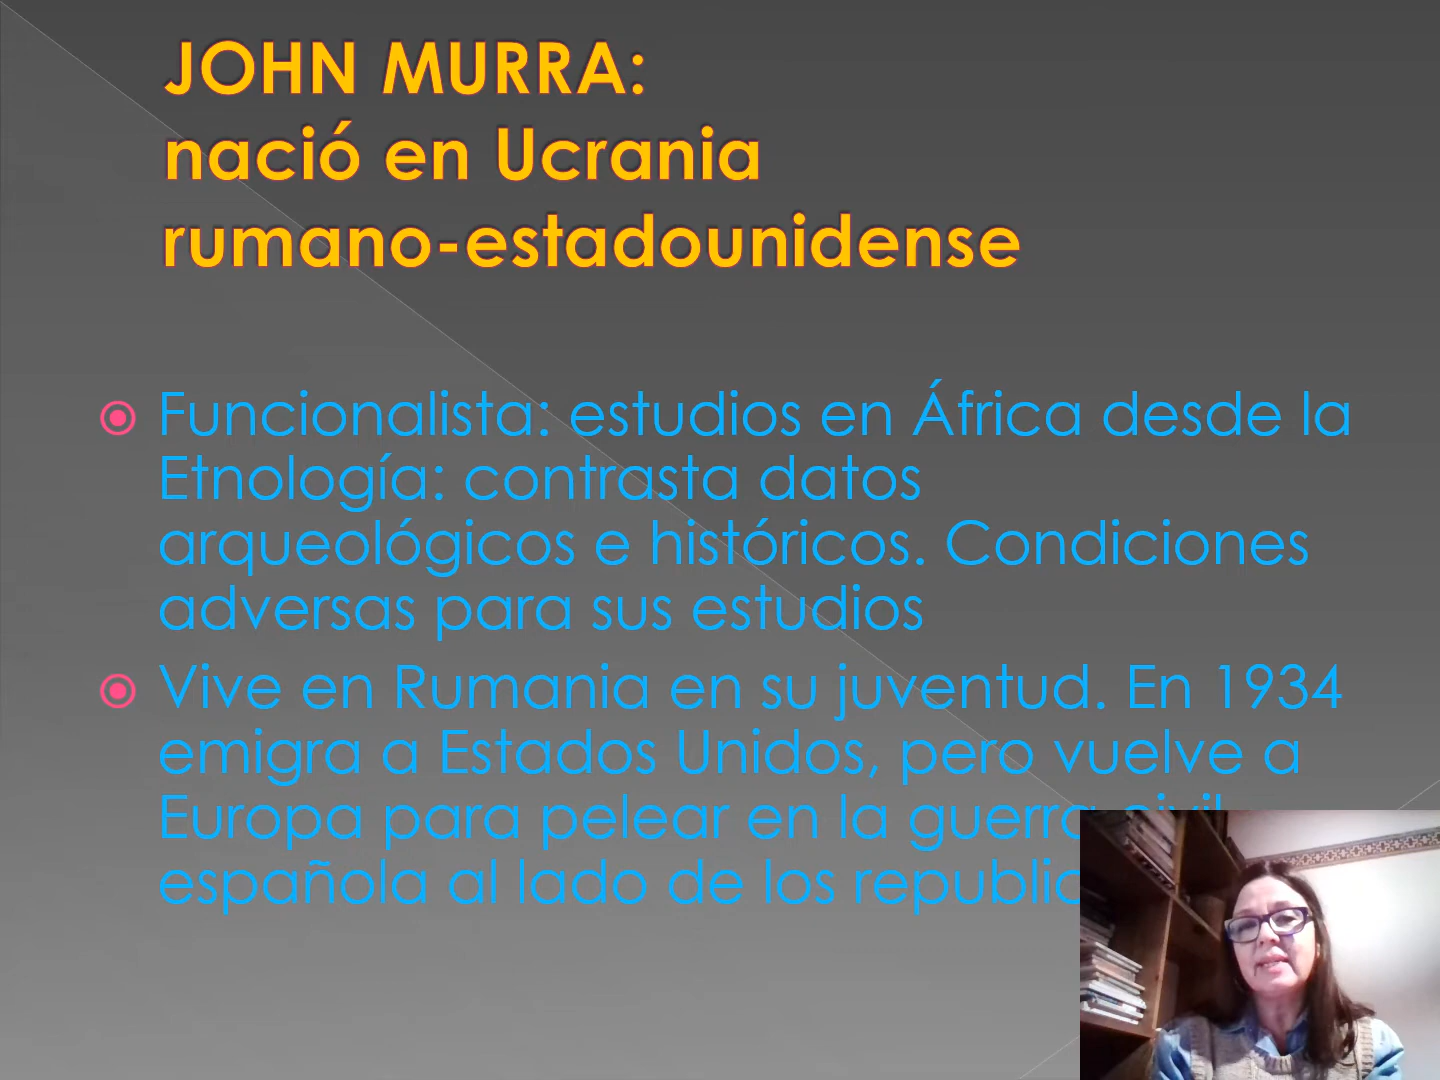 JOHN MURRA:
nació en Ucrania
rumano-estadounidense
Funcionalista: estudios en África desde la
Etnología: contrasta datos
arqueológicos e históricos. Condiciones
adversas para sus estudios
Vive en Rumania en su juventud. En 1934
emigra a Estados Unidos, pero vuelve a
Europa para pelear en la guerra civil
española al lado de los